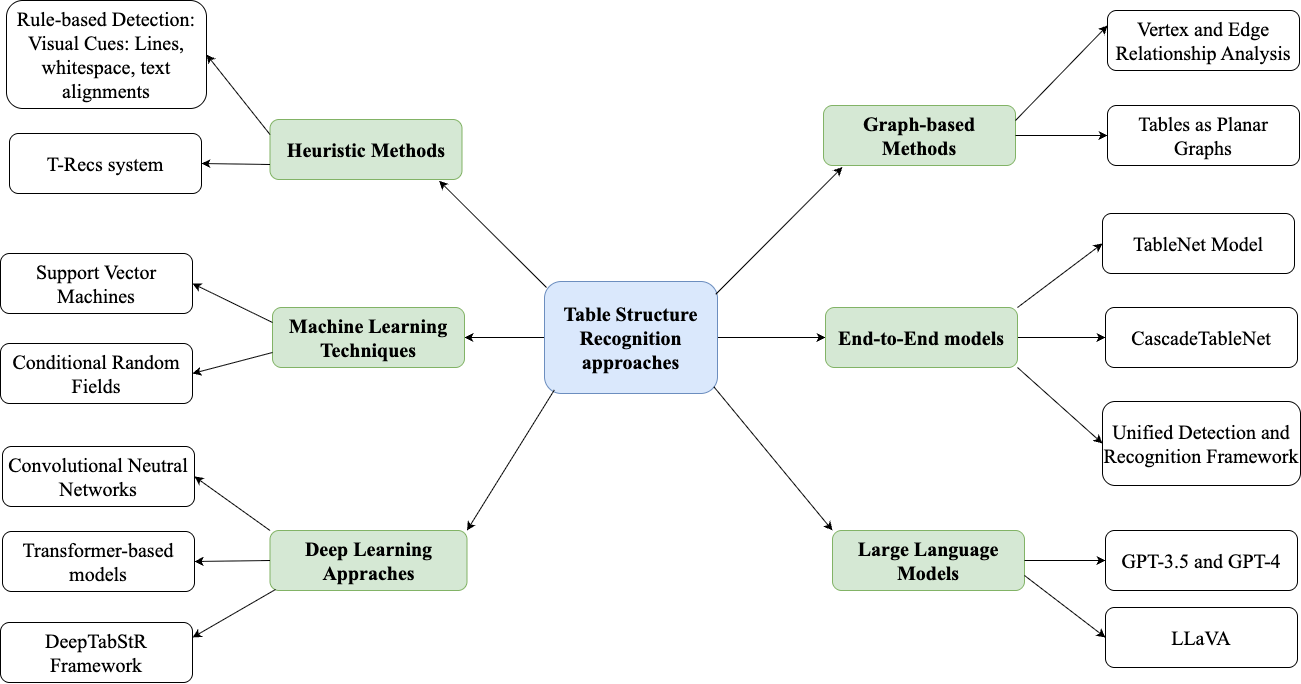 Rule-based Detection:
Visual Cues: Lines,
whitespace, text
alignments
T-Recs system
Heuristic Methods
Support Vector
Machines
Conditional Random
Fields
Machine Learning
Techniques
Convolutional Neutral
Networks
Transformer-based
models
DeepTabStR
Framework
Deep Learning
Appraches
Table Structure
Recognition
approaches
Graph-based
Methods
Vertex and Edge
Relationship Analysis
Tables as Planar
Graphs
End-to-End models
TableNet Model
CascadeTableNet
Unified Detection and
Recognition Framework
Large Language
Models
GPT-3.5 and GPT-4
LLaVA